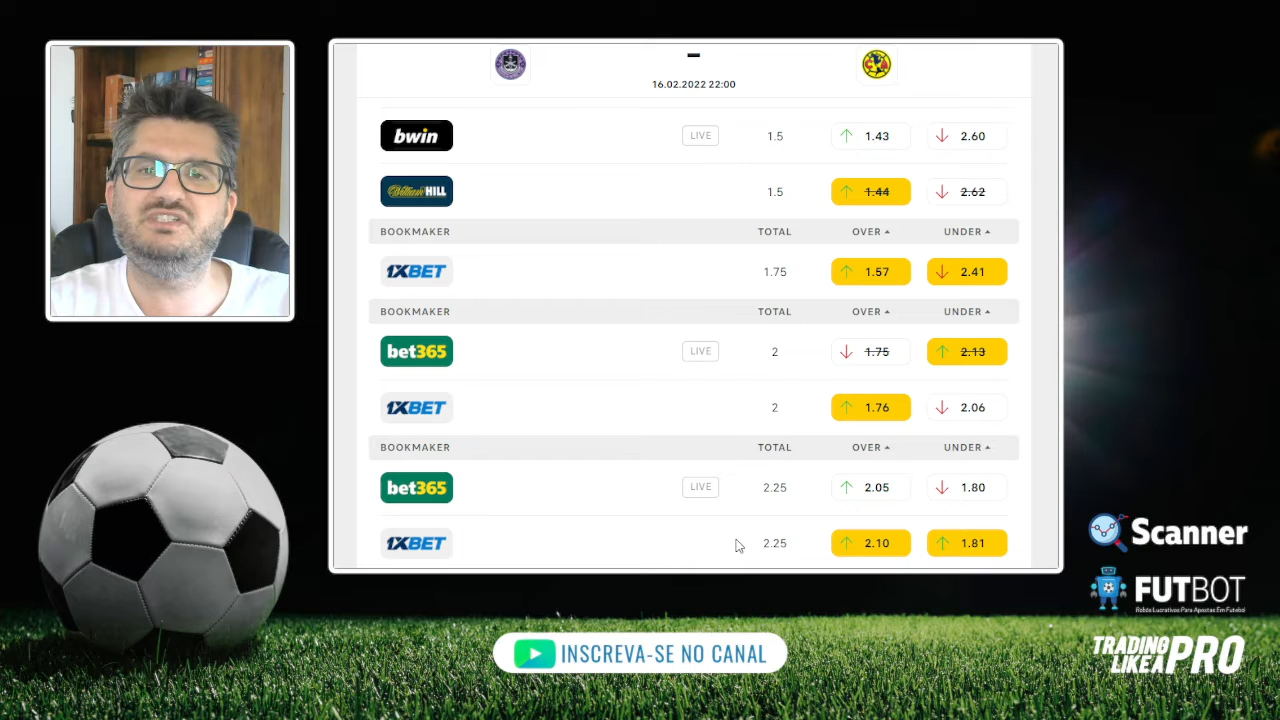 16.02.2022 22:00
bwin LIVE 1.5 1.43 2.60
William HILL 1.5 1.44 2.62
BOOKMAKER TOTAL OVER UNDER
1XBET 1.75 1.57 2.41
BOOKMAKER TOTAL OVER UNDER
bet365 LIVE 2 1.75 2.13
1XBET 2 1.76 2.06
BOOKMAKER TOTAL OVER UNDER
bet365 LIVE 2.25 2.05 1.80
1XBET 2.25 2.10 1.81
Scanner
FUTBOT
Robôs Lucrativos Para Apostas Em Futebol
TRADING
LIKE A PRO
INSCREVA-SE NO CANAL